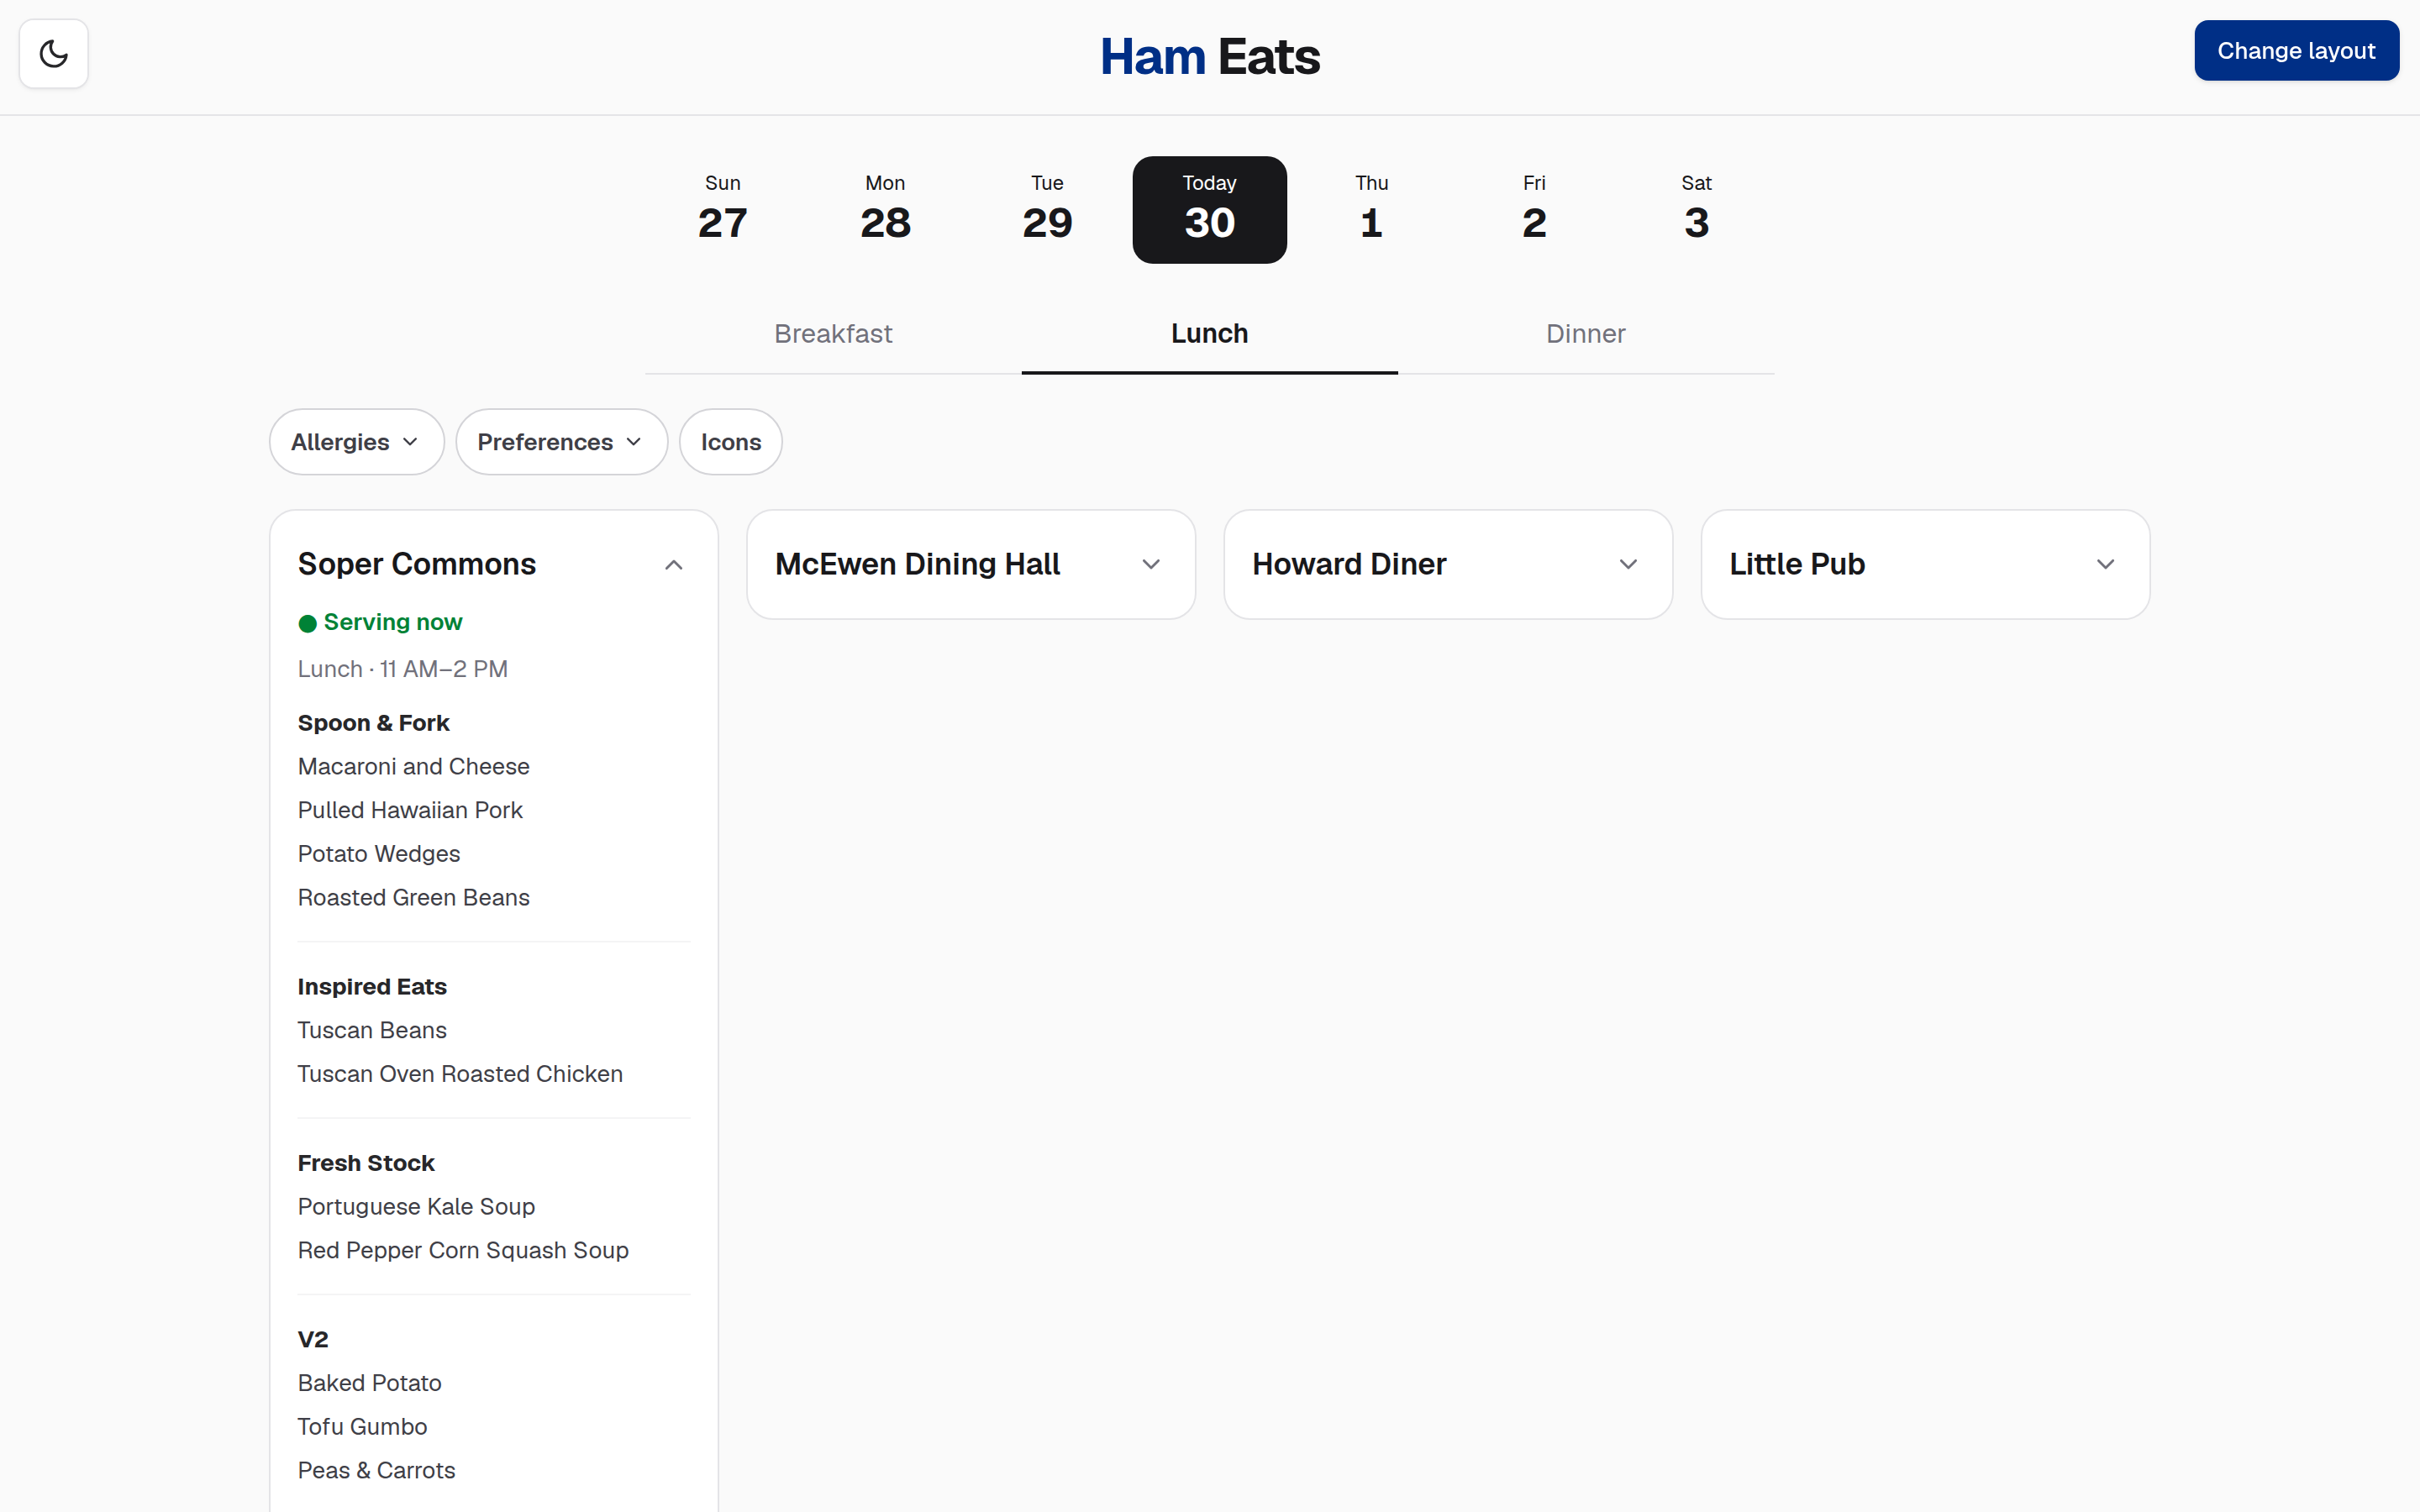 Ham Eats
Change layout
Sun
Mon
Tue
Today
Thu
Fri
Sat
27
28
29
30
1
2
3
Breakfast
Lunch
Dinner
Allergies
Preferences
Icons
Soper Commons
McEwen Dining Hall
Howard Diner
Little Pub
Serving now
Lunch · 11 AM–2 PM
Spoon & Fork
Macaroni and Cheese
Pulled Hawaiian Pork
Potato Wedges
Roasted Green Beans
Inspired Eats
Tuscan Beans
Tuscan Oven Roasted Chicken
Fresh Stock
Portuguese Kale Soup
Red Pepper Corn Squash Soup
V2
Baked Potato
Tofu Gumbo
Peas & Carrots